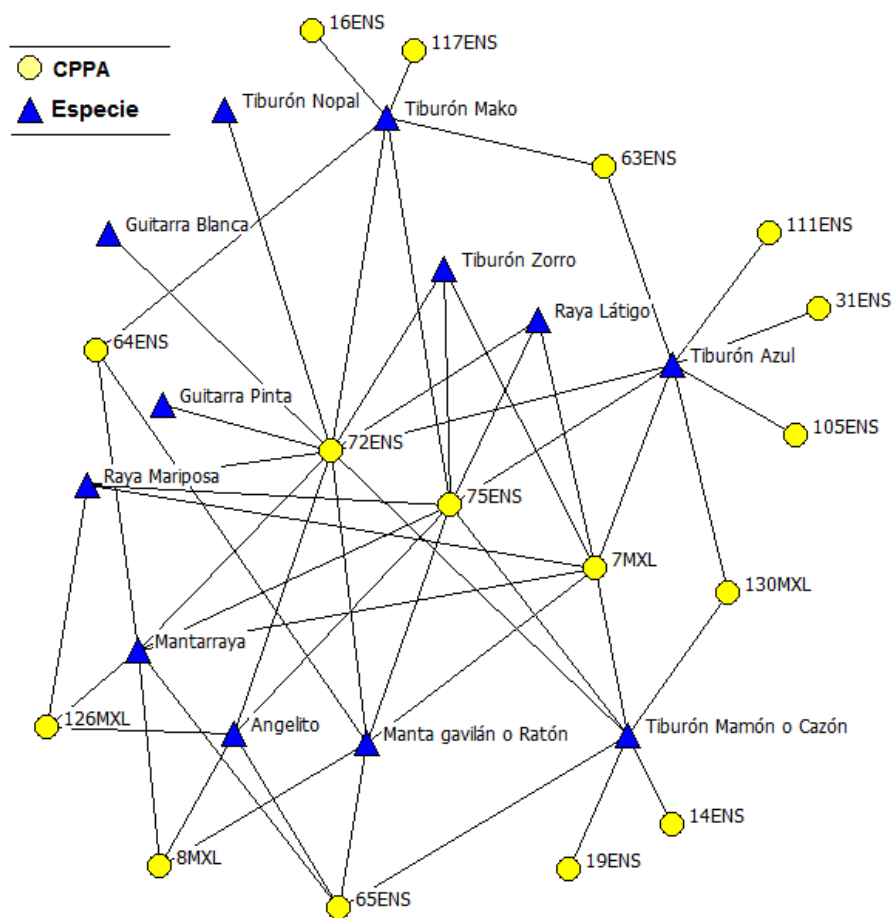 16ENS
117ENS
CPPA
Especie
Tiburón Nopal
Tiburón Mako
63ENS
Guitarra Blanca
111ENS
Tiburón Zorro
31ENS
Raya Látigo
64ENS
Tiburón Azul
Guitarra Pinta
105ENS
72ENS
Raya Mariposa
75ENS
7MXL
130MXL
Mantarraya
126MXL
Angelito
Manta gavilán o Ratón
Tiburón Mamón o Cazón
14ENS
8MXL
19ENS
65ENS